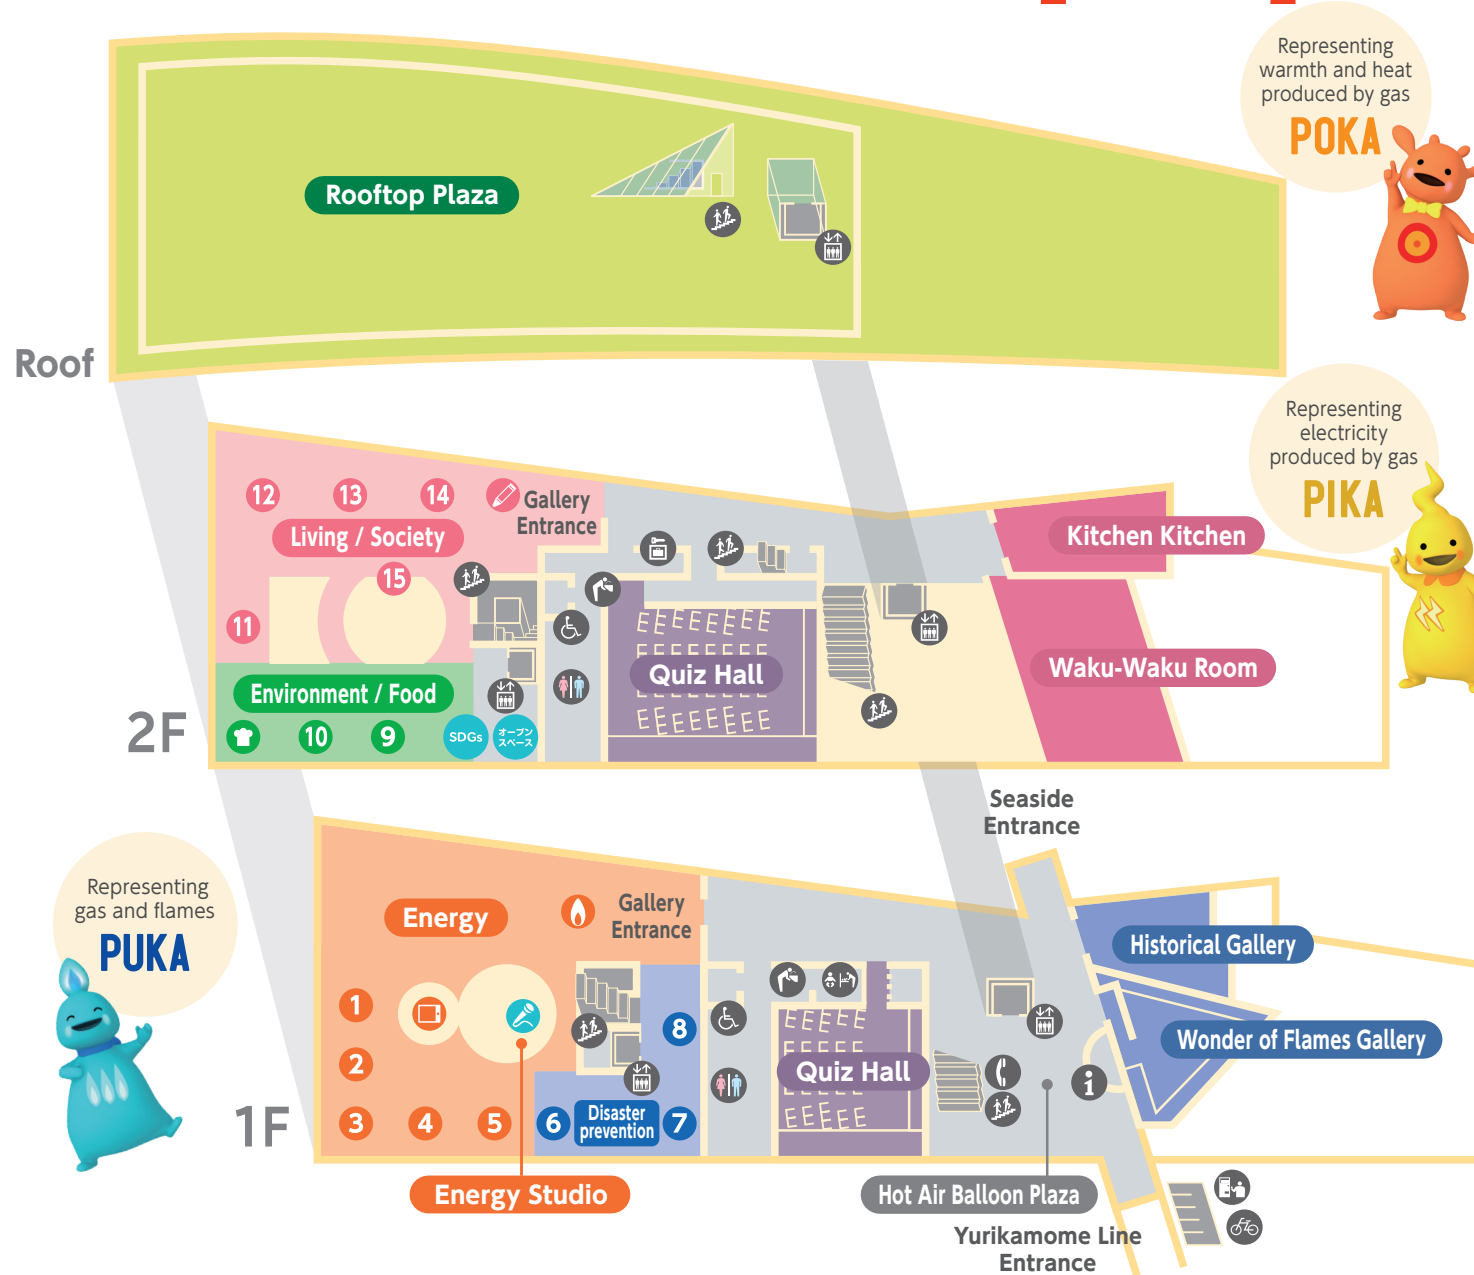 Representing
warmth and heat
produced by gas
POKA
Rooftop Plaza
Roof
Representing
electricity
produced by gas
PIKA
12
13
14
Gallery
Entrance
Living / Society
15
11
Kitchen Kitchen
Waku-Waku Room
Quiz Hall
Environment / Food
10
9
SDGs
オープン
スペース
2F
Seaside
Entrance
Representing
gas and flames
PUKA
Energy
Gallery
Entrance
Historical Gallery
Wonder of Flames Gallery
1
2
3
4
5
6
Disaster
prevention
7
8
Quiz Hall
i
1F
Energy Studio
Hot Air Balloon Plaza
Yurikamome Line
Entrance